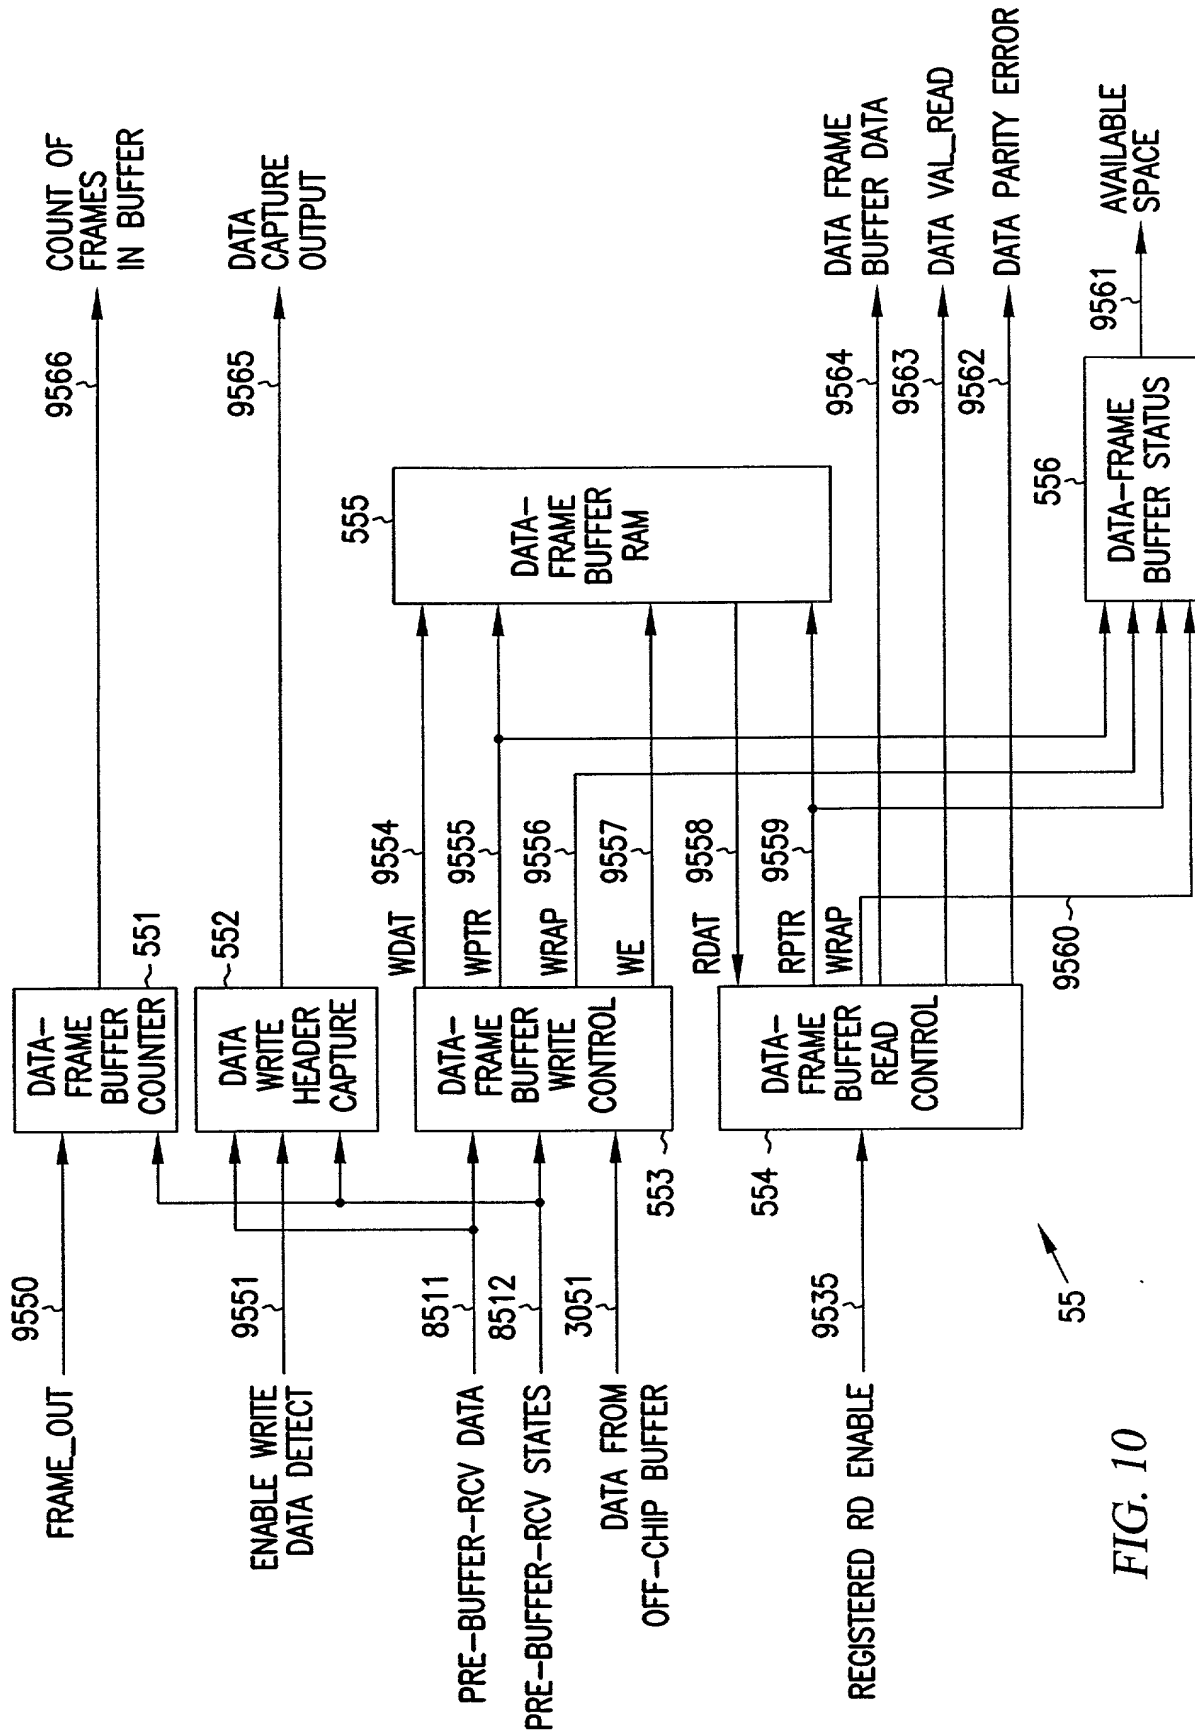 FRAME_OUT
9550
DATA-
FRAME
BUFFER
COUNTER
551
9566
COUNT OF
FRAMES
IN BUFFER
ENABLE WRITE
DATA DETECT
9551
DATA
WRITE
HEADER
CAPTURE
552
9565
DATA
CAPTURE
OUTPUT
PRE-BUFFER-RCV DATA
8511
PRE-BUFFER-RCV STATES
8512
DATA FROM
OFF-CHIP BUFFER
3051
DATA-
FRAME
BUFFER
WRITE
CONTROL
553
WDAT
9554
WPTR
9555
WRAP
9556
WE
9557
555
DATA-
FRAME
BUFFER
RAM
REGISTERED RD ENABLE
9535
DATA-
FRAME
BUFFER
READ
CONTROL
554
RDAT
9558
RPTR
9559
WRAP
9560
9564
DATA FRAME
BUFFER DATA
9563
DATA VAL_READ
9562
DATA PARITY ERROR
556
DATA-FRAME
BUFFER STATUS
9561
AVAILABLE
SPACE
55
FIG. 10